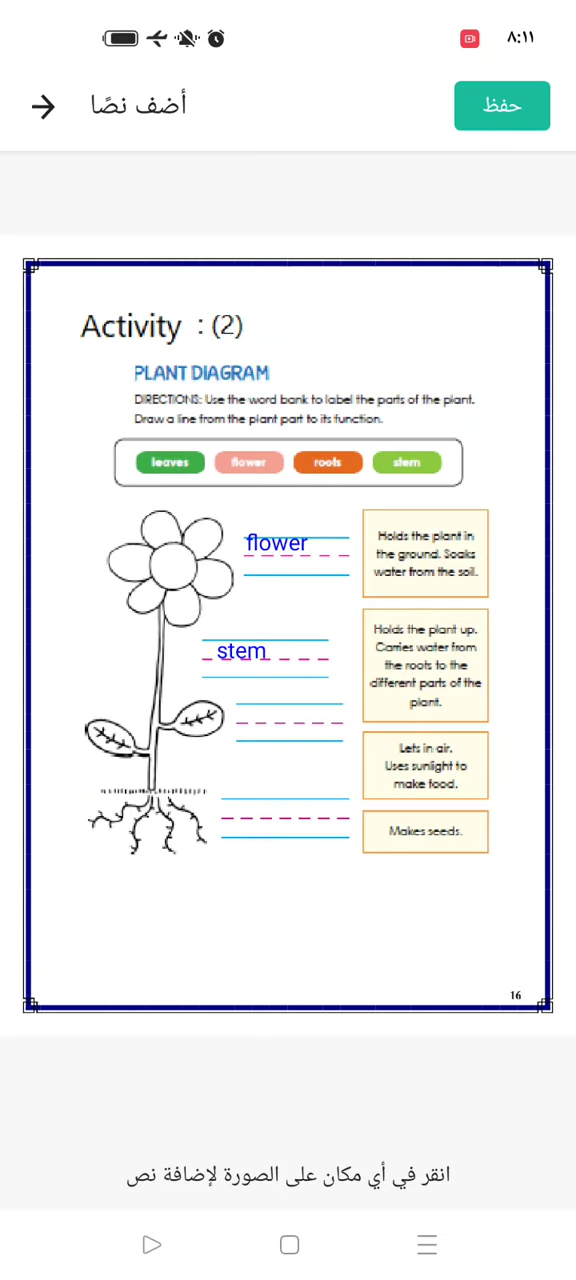 ٨:١١
أضف نصًا
حفظ
Activity : (2)
PLANT DIAGRAM
DIRECTIONS: Use the word bank to label the parts of the plant.
Draw a line from the plant part to its function.
leaves flower roots stem
flower
Holds the plant in
the ground. Soaks
water from the soil.
stem
Holds the plant up.
Carries water from
the roots to the
different parts of the
plant.
Lets in air.
Uses sunlight to
make food.
Makes seeds.
16
انقر في أي مكان على الصورة لإضافة نص